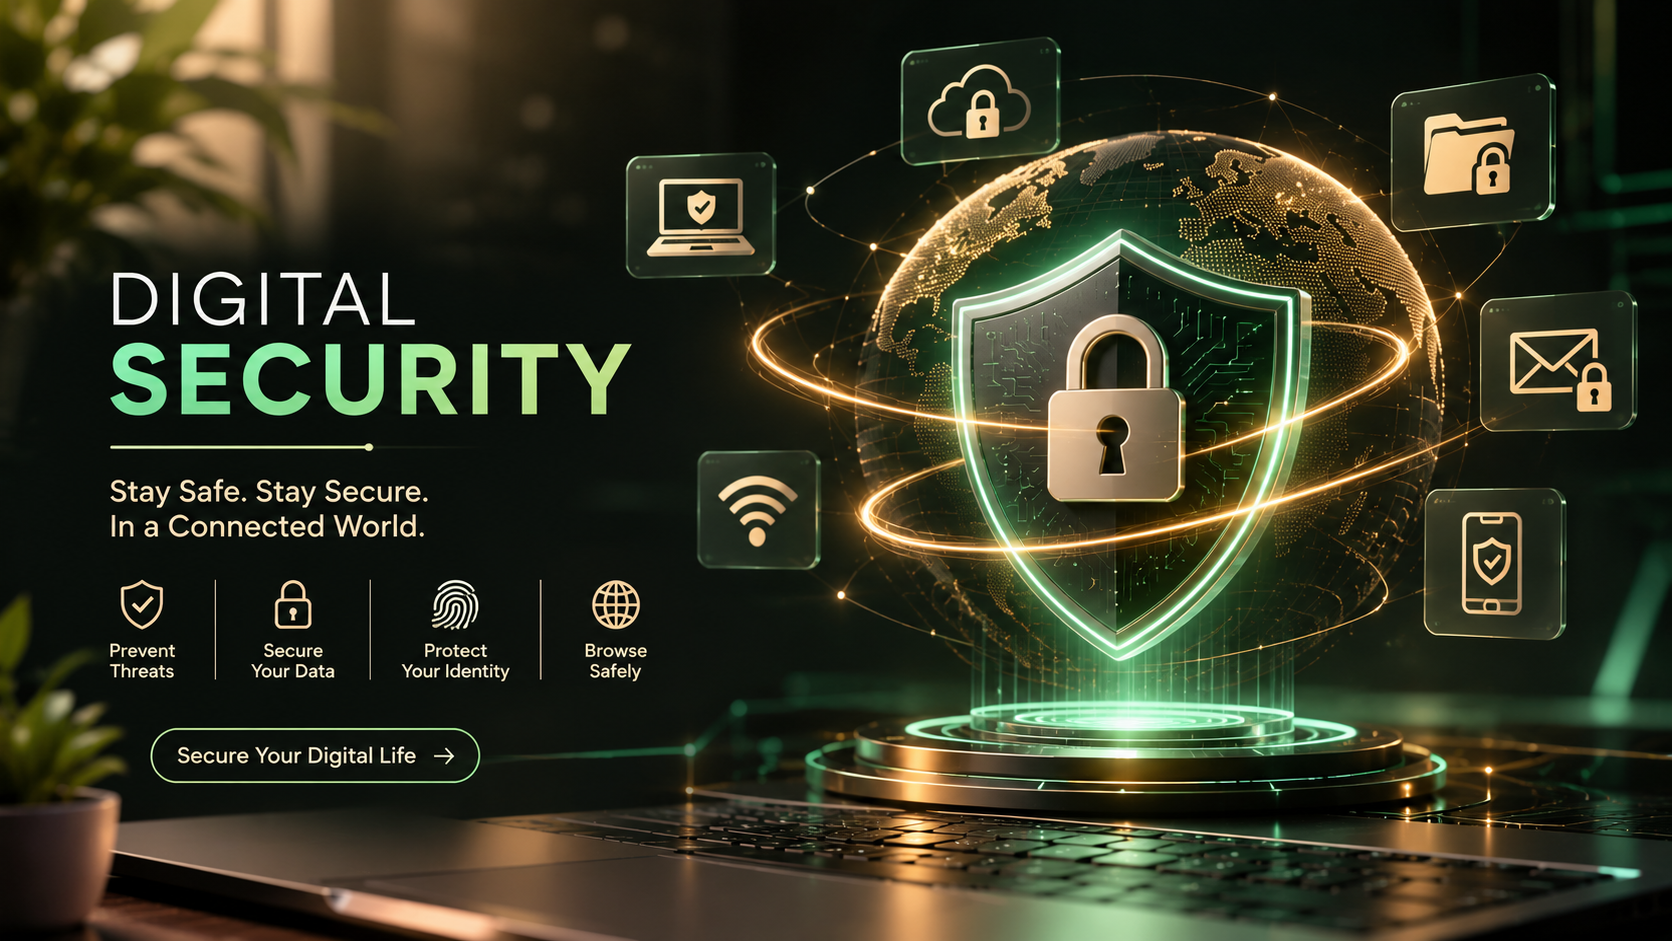 DIGITAL
SECURITY
Stay Safe. Stay Secure.
In a Connected World.
Prevent
Threats
Secure
Your Data
Protect
Your Identity
Browse
Safely
Secure Your Digital Life →